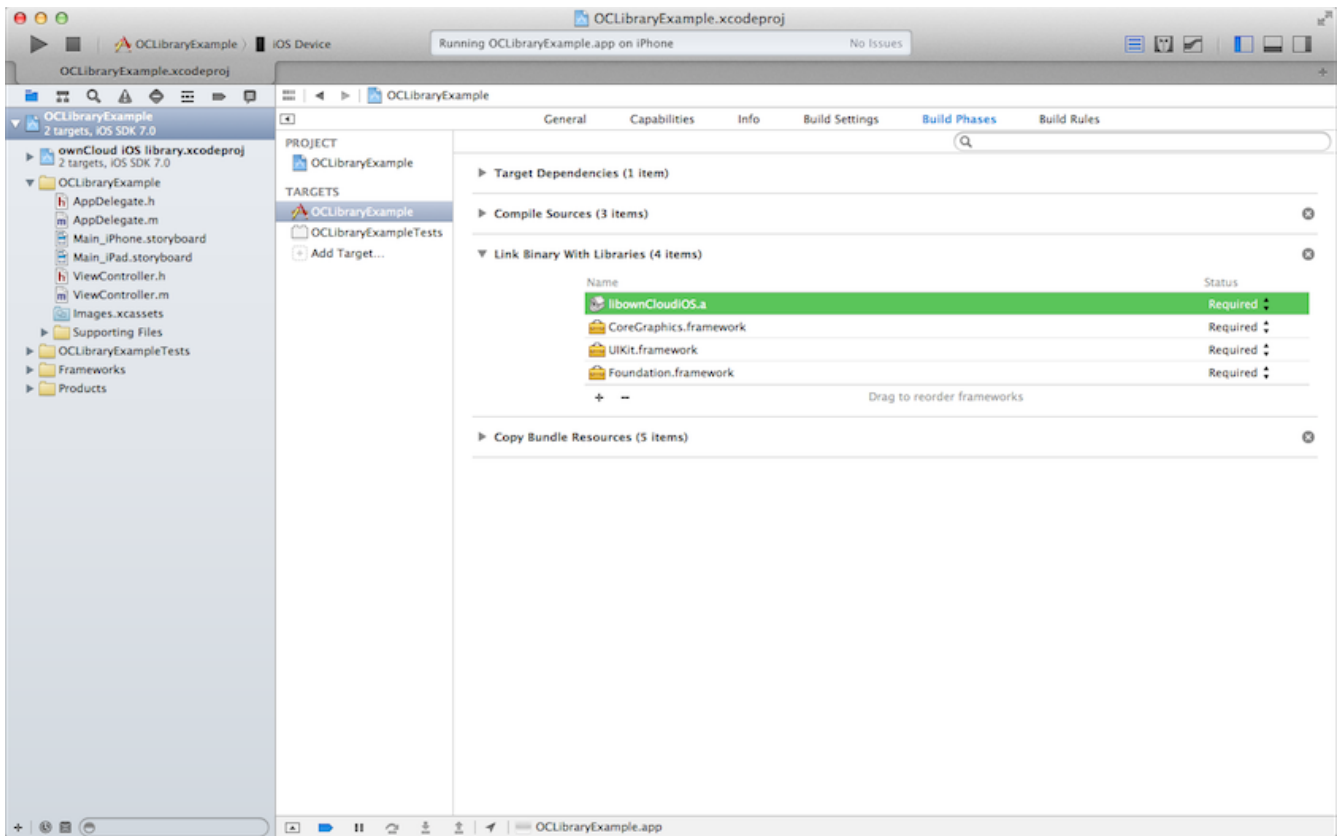 OCLibraryExample.xcodeproj
OCLibraryExample iOS Device
Running OCLibraryExample.app on iPhone No Issues
OCLibraryExample.xcodeproj
OCLibraryExample
2 targets, iOS SDK 7.0
ownCloud iOS library.xcodeproj
2 targets, iOS SDK 7.0
OCLibraryExample
AppDelegate.h
AppDelegate.m
Main_iPhone.storyboard
Main_iPad.storyboard
ViewController.h
ViewController.m
Images.xcassets
Supporting Files
OCLibraryExampleTests
Frameworks
Products
OCLibraryExample
General Capabilities Info Build Settings Build Phases Build Rules
PROJECT
OCLibraryExample
TARGETS
OCLibraryExample
OCLibraryExampleTests
Add Target...
Target Dependencies (1 item)
Compile Sources (3 items)
Link Binary With Libraries (4 items)
Name Status
libownCloudiOS.a Required
CoreGraphics.framework Required
UIKit.framework Required
Foundation.framework Required
Drag to reorder frameworks
Copy Bundle Resources (5 items)
OCLibraryExample.app